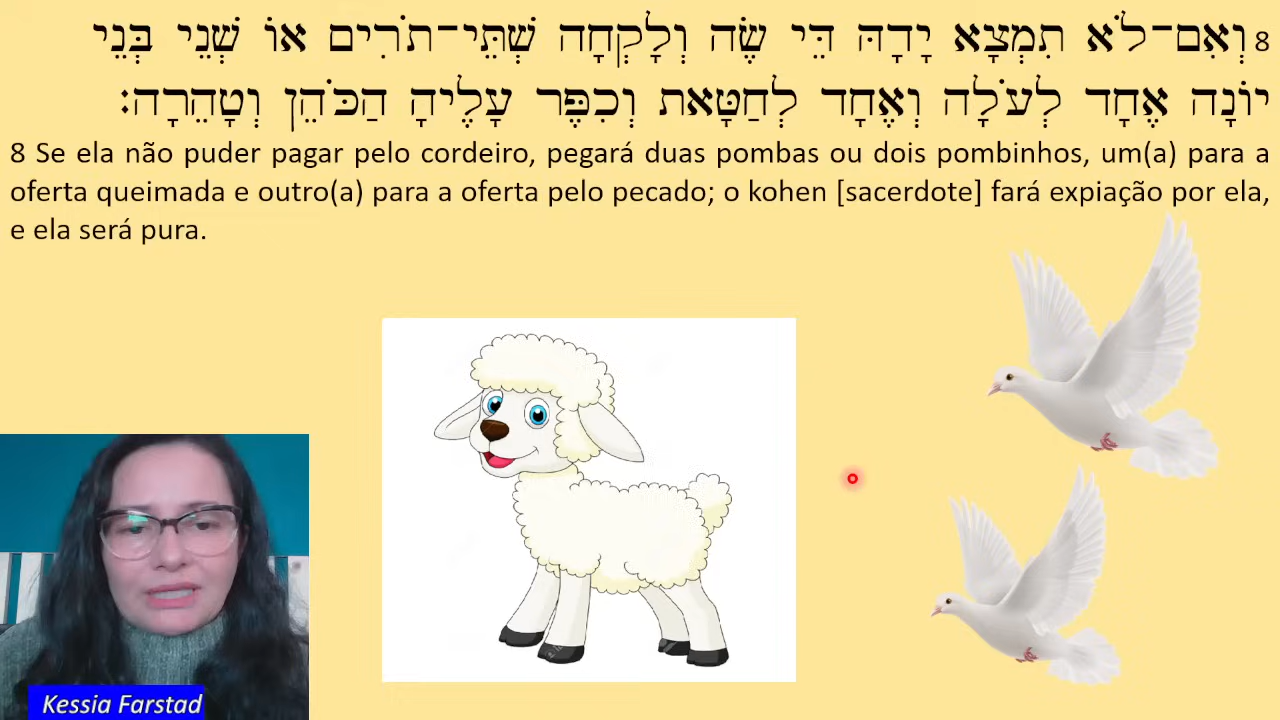 8 וְאִם־לֹא תִמְצָא יָדָהּ דֵּי שֶׂה וְלָקְחָה שְׁתֵּי־תֹרִים אוֹ שְׁנֵי בְּנֵי
יוֹנָה אֶחָד לְעֹלָה וְאֶחָד לְחַטָּאת וְכִפֶּר עָלֶיהָ הַכֹּהֵן וְטָהֵרָה׃
8 Se ela não puder pagar pelo cordeiro, pegará duas pombas ou dois pombinhos, um(a) para a
oferta queimada e outro(a) para a oferta pelo pecado; o kohen [sacerdote] fará expiação por ela,
e ela será pura.
Kessia Farstad